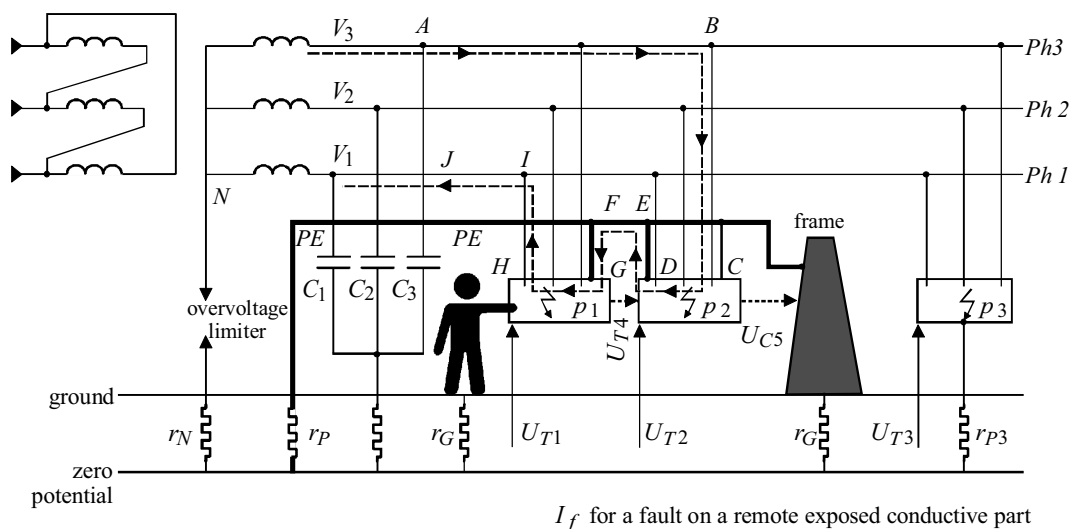 V3 A B
Ph3
V2
Ph 2
V1 J I
Ph 1
N
F E
frame
PE PE
H G D C
C1 C2 C3
p1 p2 p3
overvoltage
limiter
UT4
UC5
ground
rN rP rG UT1 UT2 rG UT3 rP3
zero
potential
If for a fault on a remote exposed conductive part